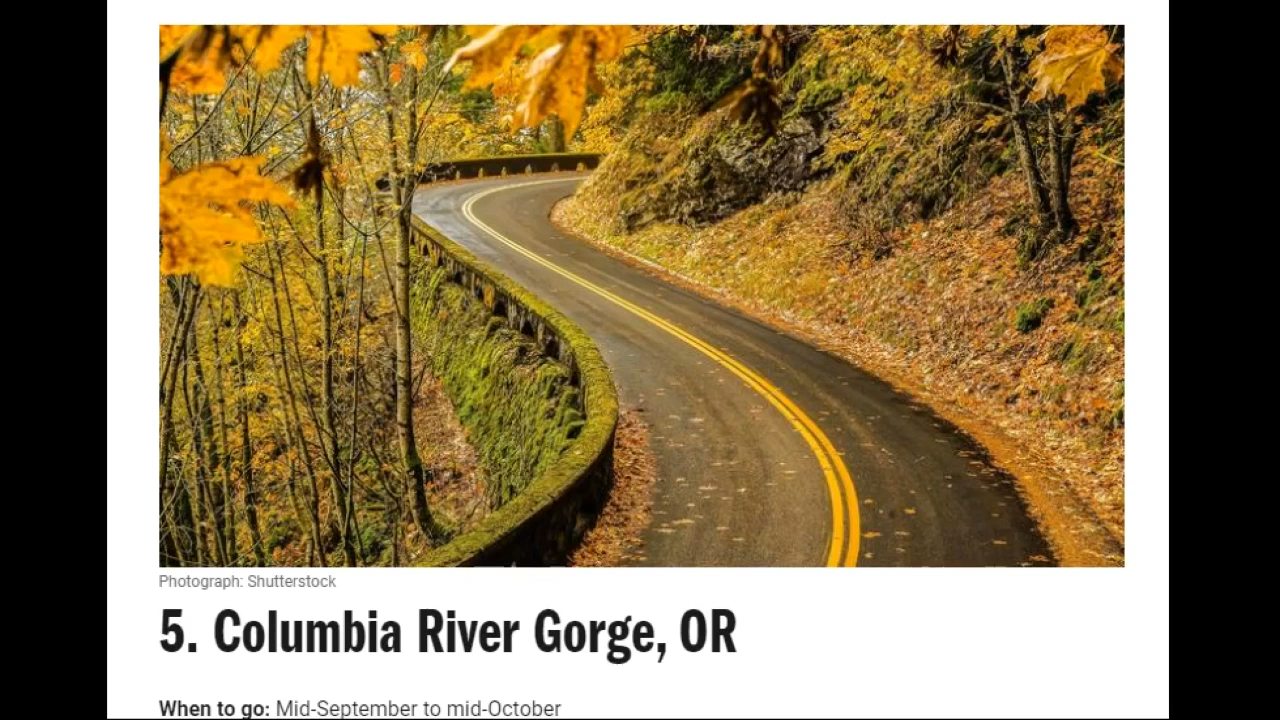 Photograph: Shutterstock
5. Columbia River Gorge, OR
When to go: Mid-September to mid-October